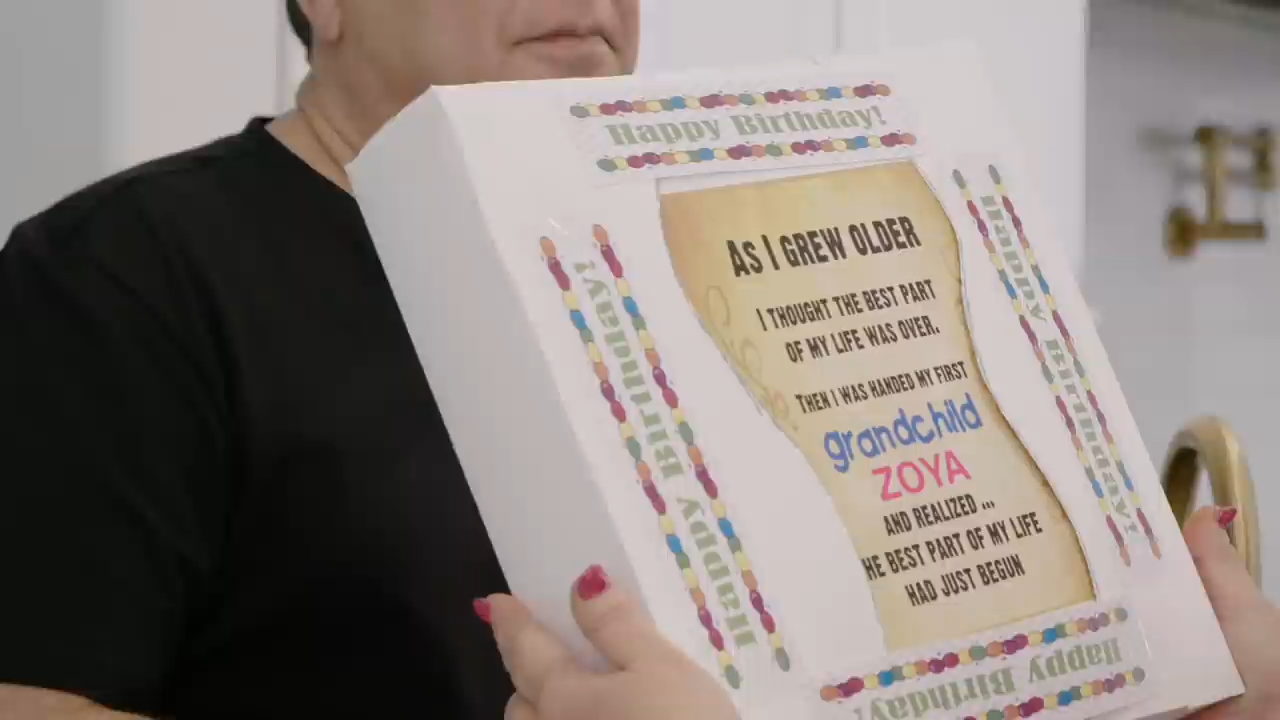 Happy Birthday!
Happy Birthday!
Happy Birthday!
AS I GREW OLDER
I THOUGHT THE BEST PART
OF MY LIFE WAS OVER.
THEN I WAS HANDED MY FIRST
grandchild
ZOYA
AND REALIZED ...
HE BEST PART OF MY LIFE
HAD JUST BEGUN
Happy Birthday!